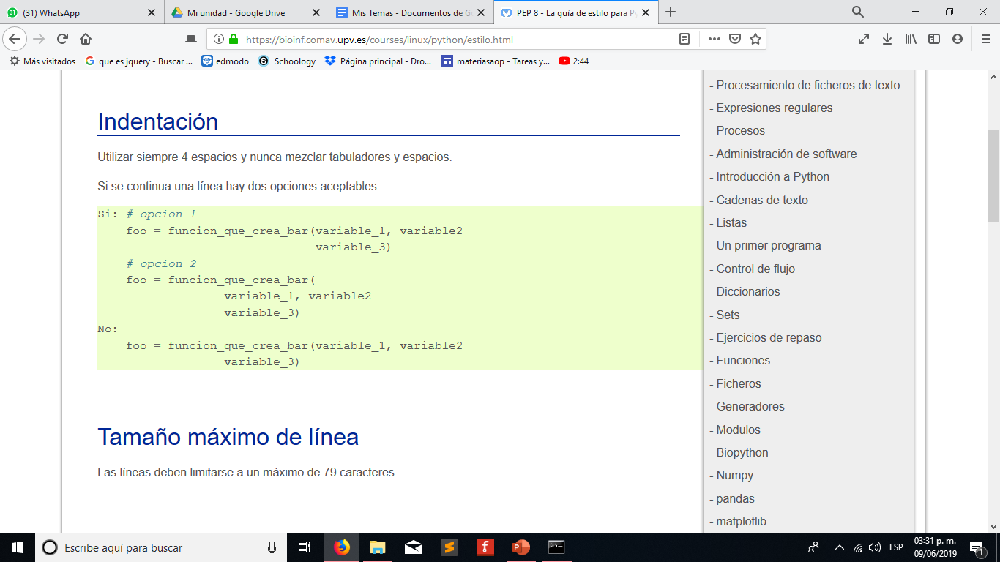 (31) WhatsApp
Mi unidad - Google Drive
Mis Temas - Documentos de G
PEP 8 - La guía de estilo para Py
https://bioinf.comav.upv.es/courses/linux/python/estilo.html
Más visitados
que es jquery - Buscar ...
edmodo
Schoology
Página principal - Dro...
materiasaop - Tareas y...
2:44
Indentación
Utilizar siempre 4 espacios y nunca mezclar tabuladores y espacios.
Si se continua una línea hay dos opciones aceptables:
Si: # opcion 1
    foo = funcion_que_crea_bar(variable_1, variable2
                               variable_3)
    # opcion 2
    foo = funcion_que_crea_bar(
                  variable_1, variable2
                  variable_3)
No:
    foo = funcion_que_crea_bar(variable_1, variable2
                  variable_3)
Tamaño máximo de línea
Las líneas deben limitarse a un máximo de 79 caracteres.
- Procesamiento de ficheros de texto
- Expresiones regulares
- Procesos
- Administración de software
- Introducción a Python
- Cadenas de texto
- Listas
- Un primer programa
- Control de flujo
- Diccionarios
- Sets
- Ejercicios de repaso
- Funciones
- Ficheros
- Generadores
- Modulos
- Biopython
- Numpy
- pandas
- matplotlib
Escribe aquí para buscar
ESP
03:31 p. m.
09/06/2019
1